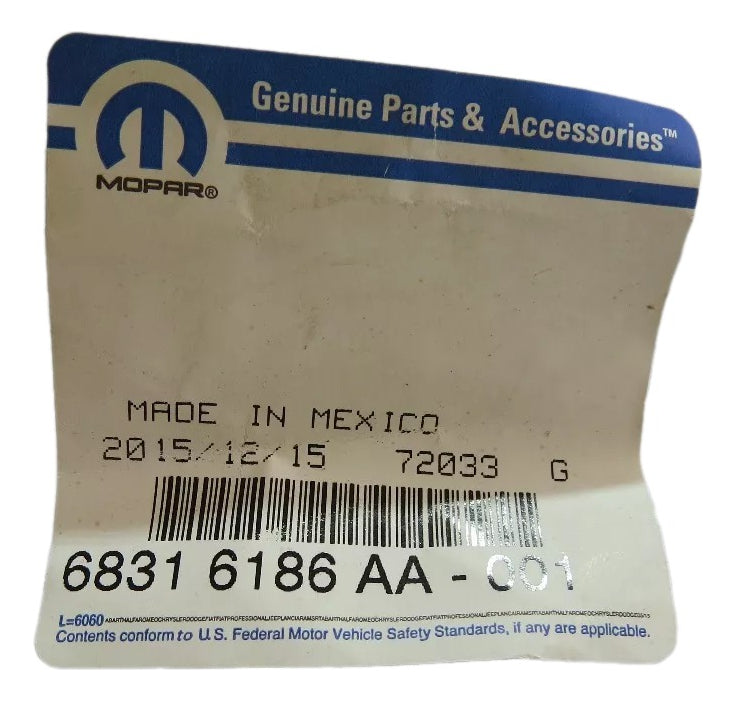 Genuine Parts & Accessories™
MOPAR®
MADE IN MEXICO
2015/12/15 72033 G
6831 6186 AA - 001
L=6060
Contents conform to U.S. Federal Motor Vehicle Safety Standards, if any are applicable.